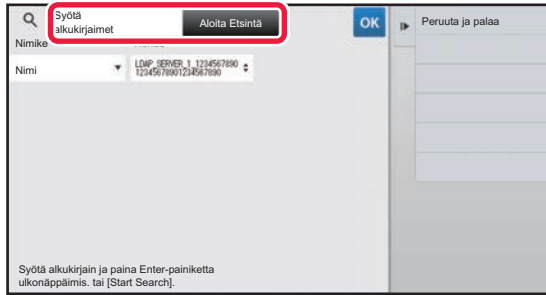 Syötä
alkukirjaimet
Aloita Etsintä
OK
Peruuta ja palaa
Nimike
Nimi
LDAP_SERVER_1_1234567890
12345678901234567890
Syötä alkukirjain ja paina Enter-painiketta
ulkonäppäimis. tai [Start Search].